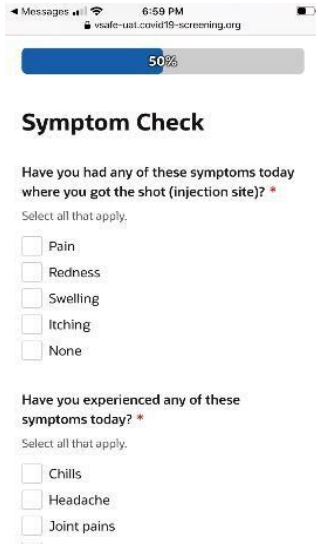 Messages 6:59 PM
vsafe-uat.covid19-screening.org
50%
Symptom Check
Have you had any of these symptoms today
where you got the shot (injection site)? *
Select all that apply.
Pain
Redness
Swelling
Itching
None
Have you experienced any of these
symptoms today? *
Select all that apply.
Chills
Headache
Joint pains